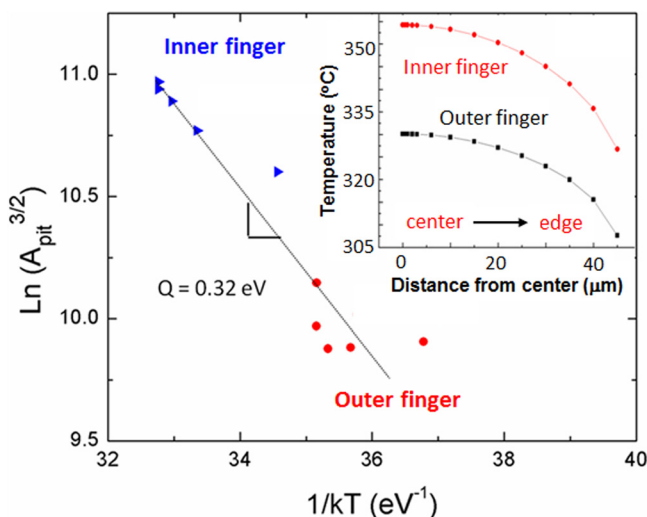 Inner finger
Ln (A_pit^3/2)
11.0
10.5
10.0
9.5
32
34
36
38
40
1/kT (eV⁻¹)
Q = 0.32 eV
Outer finger
Temperature (ºC)
350
335
320
305
Inner finger
Outer finger
center
edge
0
20
40
Distance from center (μm)